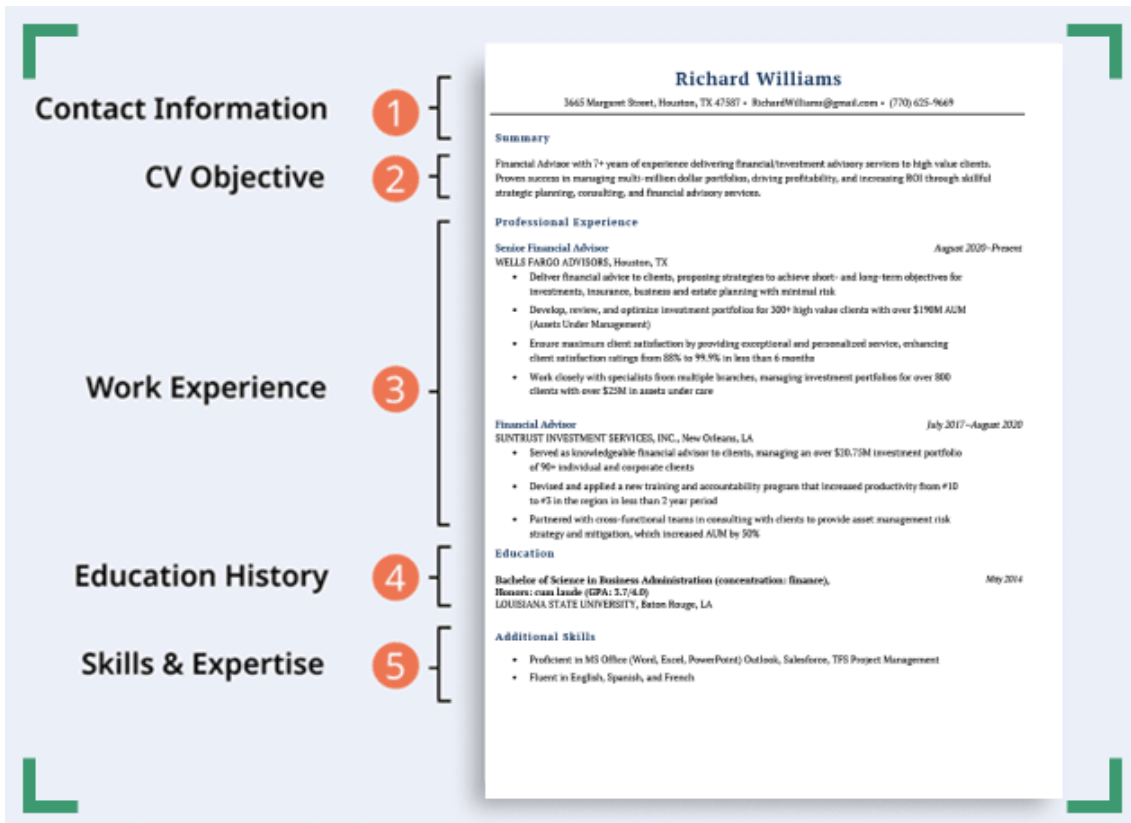 Contact Information
1
CV Objective
2
Work Experience
3
Education History
4
Skills & Expertise
5
Richard Williams
3665 Margaret Street, Houston, TX 47587 • RichardWilliams@gmail.com • (770) 625-9669
Summary
Financial Advisor with 7+ years of experience delivering financial/investment advisory services to high value clients.
Proven success in managing multi-million dollar portfolios, driving profitability, and increasing ROI through skillful
strategic planning, consulting, and financial advisory services.
Professional Experience
Senior Financial Advisor August 2020–Present
WELLS FARGO ADVISORS, Houston, TX
• Deliver financial advice to clients, proposing strategies to achieve short- and long-term objectives for
investments, insurance, business and estate planning with minimal risk
• Develop, review, and optimize investment portfolios for 300+ high value clients with over $190M AUM
(Assets Under Management)
• Ensure maximum client satisfaction by providing exceptional and personalized service, enhancing
client satisfaction ratings from 88% to 99.9% in less than 6 months
• Work closely with specialists from multiple branches, managing investment portfolios for over 800
clients with over $25M in assets under care
Financial Advisor July 2017–August 2020
SUNTRUST INVESTMENT SERVICES, INC., New Orleans, LA
• Served as knowledgeable financial advisor to clients, managing an over $20.75M investment portfolio
of 90+ individual and corporate clients
• Devised and applied a new training and accountability program that increased productivity from #10
to #3 in the region in less than 2 year period
• Partnered with cross-functional teams in consulting with clients to provide asset management risk
strategy and mitigation, which increased AUM by 50%
Education
Bachelor of Science in Business Administration (concentration: finance), May 2014
Honors: cum laude (GPA: 3.7/4.0)
LOUISIANA STATE UNIVERSITY, Baton Rouge, LA
Additional Skills
• Proficient in MS Office (Word, Excel, PowerPoint) Outlook, Salesforce, TFS Project Management
• Fluent in English, Spanish, and French